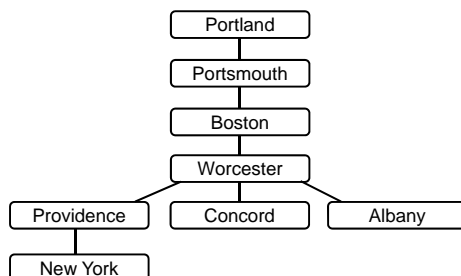 Portland
Portsmouth
Boston
Worcester
Providence
Concord
Albany
New York